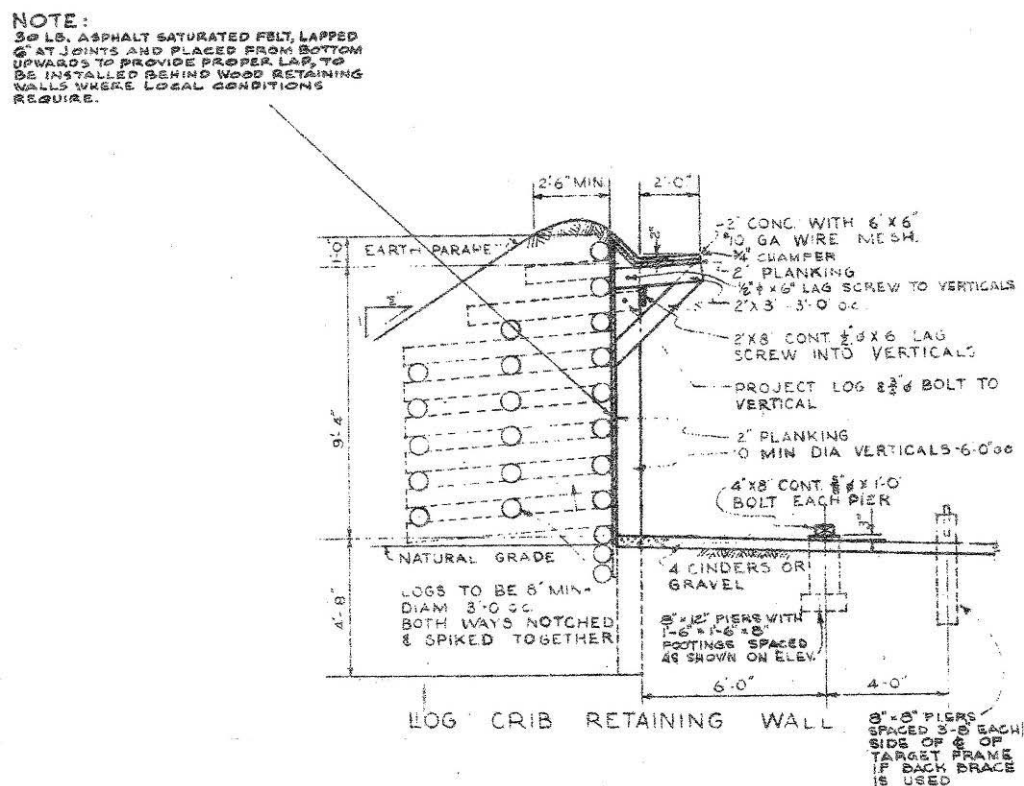 NOTE:
30 LB. ASPHALT SATURATED FELT, LAPPED
6" AT JOINTS AND PLACED FROM BOTTOM
UPWARDS TO PROVIDE PROPER LAP, TO
BE INSTALLED BEHIND WOOD RETAINING
WALLS WHERE LOCAL CONDITIONS
REQUIRE.
2'-6" MIN.
2'-0"
1'-0"
EARTH PARAPE
2"
2" CONC. WITH 6" X 6"
10 GA WIRE MESH.
3/4" CHAMFER
2" PLANKING
1/2" ϕ X 6" LAG SCREW TO VERTICALS
2" X 3' -3'-0" o.c.
2"X8" CONT. 1/2" ϕ X 6 LAG
SCREW INTO VERTICALS
PROJECT LOG & 3/4" ϕ BOLT TO
VERTICAL
9'-4"
2" PLANKING
0 MIN DIA VERTICALS-6'-0" oc
4"X8" CONT. 5/8" ϕ X 1'-0"
BOLT EACH PIER
3"
NATURAL GRADE
4 CINDERS OR
GRAVEL
LOGS TO BE 8" MIN-
DIAM 3'-0 O.C.
BOTH WAYS NOTCHED
& SPIKED TOGETHER
4'-8"
8" x 12" PIERS WITH
1'-6" x 1'-6" x 8"
FOOTINGS SPACED
AS SHOWN ON ELEV.
6'-0"
4'-0"
LOG CRIB RETAINING WALL
8" x 8" PIERS
SPACED 3'-8" EACH
SIDE OF ℄ OF
TARGET FRAME
IF BACK BRACE
IS USED